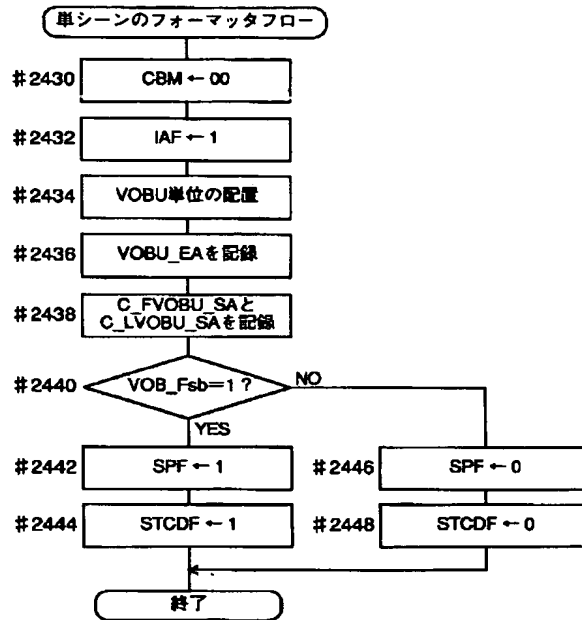 単シーンのフォーマッタフロー
#2430
CBM ← 00
#2432
IAF ← 1
#2434
VOBU単位の配置
#2436
VOBU_EAを記録
#2438
C_FVOBU_SAと
C_LVOBU_SAを記録
#2440
VOB_Fsb=1 ?
NO
YES
#2442
SPF ← 1
#2446
SPF ← 0
#2444
STCDF ← 1
#2448
STCDF ← 0
終了